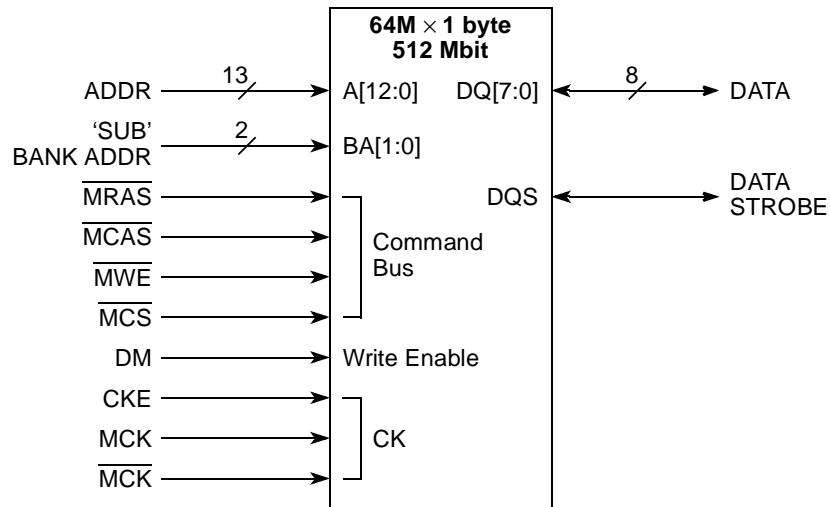 64M × 1 byte
512 Mbit
ADDR 13 A[12:0] DQ[7:0] 8 DATA
'SUB'
BANK ADDR 2 BA[1:0]
MRAS DQS DATA
STROBE
MCAS Command
Bus
MWE
MCS
DM Write Enable
CKE
MCK CK
MCK